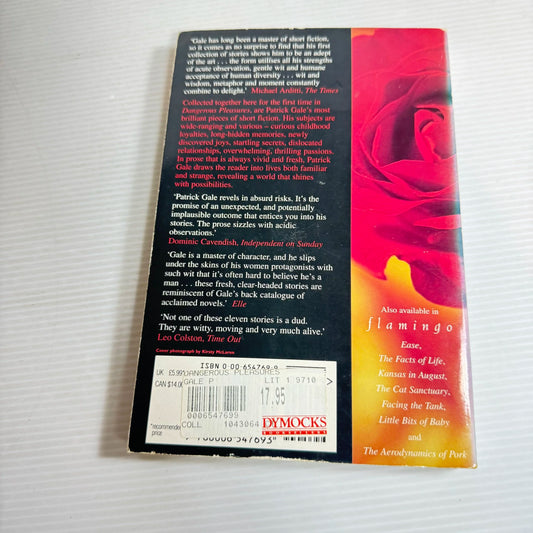 ‘Gale has long been a master of short fiction,
so it comes as no surprise to find that his first
collection of stories shows him to be an adept
of the art . . . the form utilises all his strengths
of acute observation, gentle wit and humane
acceptance of human diversity . . . wit and
wisdom, metaphor and moment constantly
combine to delight.’ Michael Arditti, The Times
Collected together here for the first time in
Dangerous Pleasures, are Patrick Gale's most
brilliant pieces of short fiction. His subjects are
wide-ranging and various – curious childhood
loyalties, long-hidden memories, newly
discovered joys, startling secrets, dislocated
relationships, overwhelming, thrilling passions.
In prose that is always vivid and fresh, Patrick
Gale draws the reader into lives both familiar
and strange, revealing a world that shines
with possibilities.
‘Patrick Gale revels in absurd risks. It's the
promise of an unexpected, and potentially
implausible outcome that entices you into his
stories. The prose sizzles with acidic
observations.’
Dominic Cavendish, Independent on Sunday
‘Gale is a master of character, and he slips
under the skins of his women protagonists with
such wit that it's often hard to believe he's a
man . . . these fresh, clear-headed stories are
reminiscent of Gale's back catalogue of
acclaimed novels.’ Elle
‘Not one of these eleven stories is a dud.
They are witty, moving and very much alive.’
Leo Colston, Time Out
Cover photograph by Kirsty McLaren
Also available in
flamingo
Ease,
The Facts of Life,
Kansas in August,
The Cat Sanctuary,
Facing the Tank,
Little Bits of Baby
and
The Aerodynamics of Pork
ISBN 0-00-654769-9
UK £5.99
CAN $14.0
DANGEROUS PLEASURES
GALE P
LIT 1 9710
17.95
0006547699
COLL 1043064
DYMOCKS
BOOKSELLERS
*recommended
price
780006547693